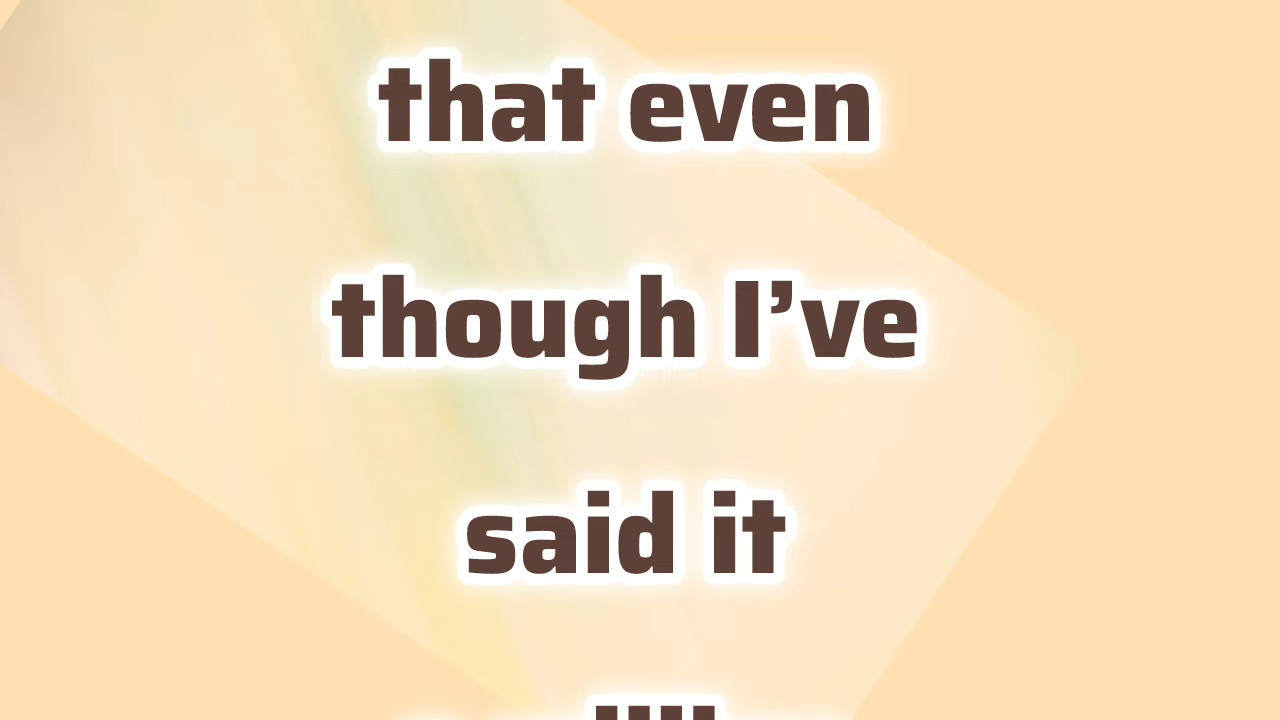 that even
though I’ve
said it